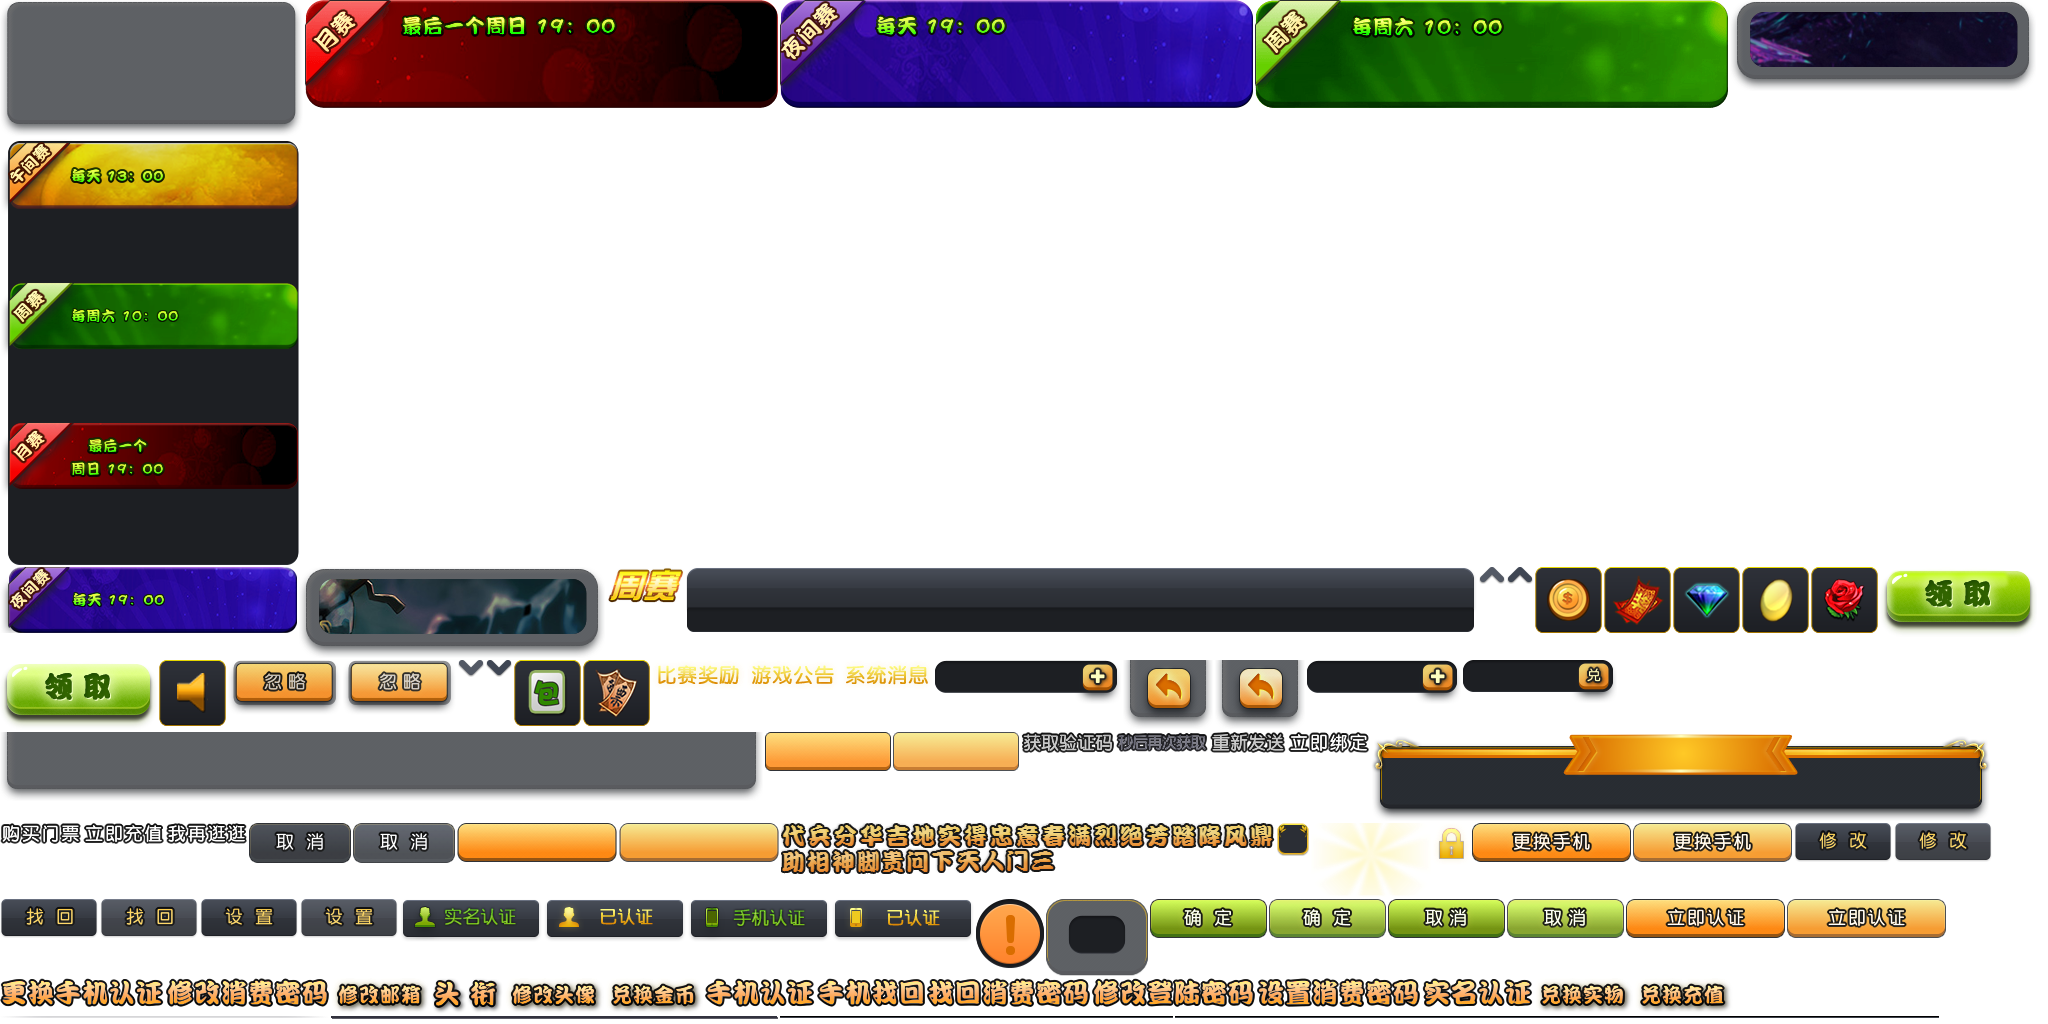 月赛
最后一个周日 19：00
夜间赛
每天 19：00
周赛
每周六 10：00
午间赛
每天 13：00
周赛
每周六 10：00
月赛
最后一个
周日 19：00
夜间赛
每天 19：00
周赛
领取
领取
忽略
忽略
包
比赛奖励 游戏公告 系统消息
兑
获取验证码 秒后再次获取 重新发送 立即绑定
购买门票 立即充值 我再逛逛
取 消
取 消
代兵分华吉地实得忠意春满烈绝芳踏降风鼎
助相神脚贵问下天人门三
更换手机
更换手机
修 改
修 改
找 回
找 回
设 置
设 置
实名认证
已认证
手机认证
已认证
确 定
确 定
取 消
取 消
立即认证
立即认证
更换手机认证 修改消费密码 修改邮箱 头 衔 修改头像 兑换金币 手机认证 手机找回 找回消费密码 修改登陆密码 设置消费密码 实名认证 兑换实物 兑换充值